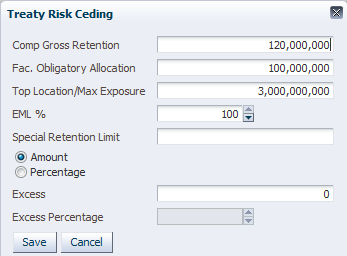 Treaty Risk Ceding
Comp Gross Retention 120,000,000
Fac. Obligatory Allocation 100,000,000
Top Location/Max Exposure 3,000,000,000
EML % 100
Special Retention Limit
Amount
Percentage
Excess 0
Excess Percentage
Save Cancel